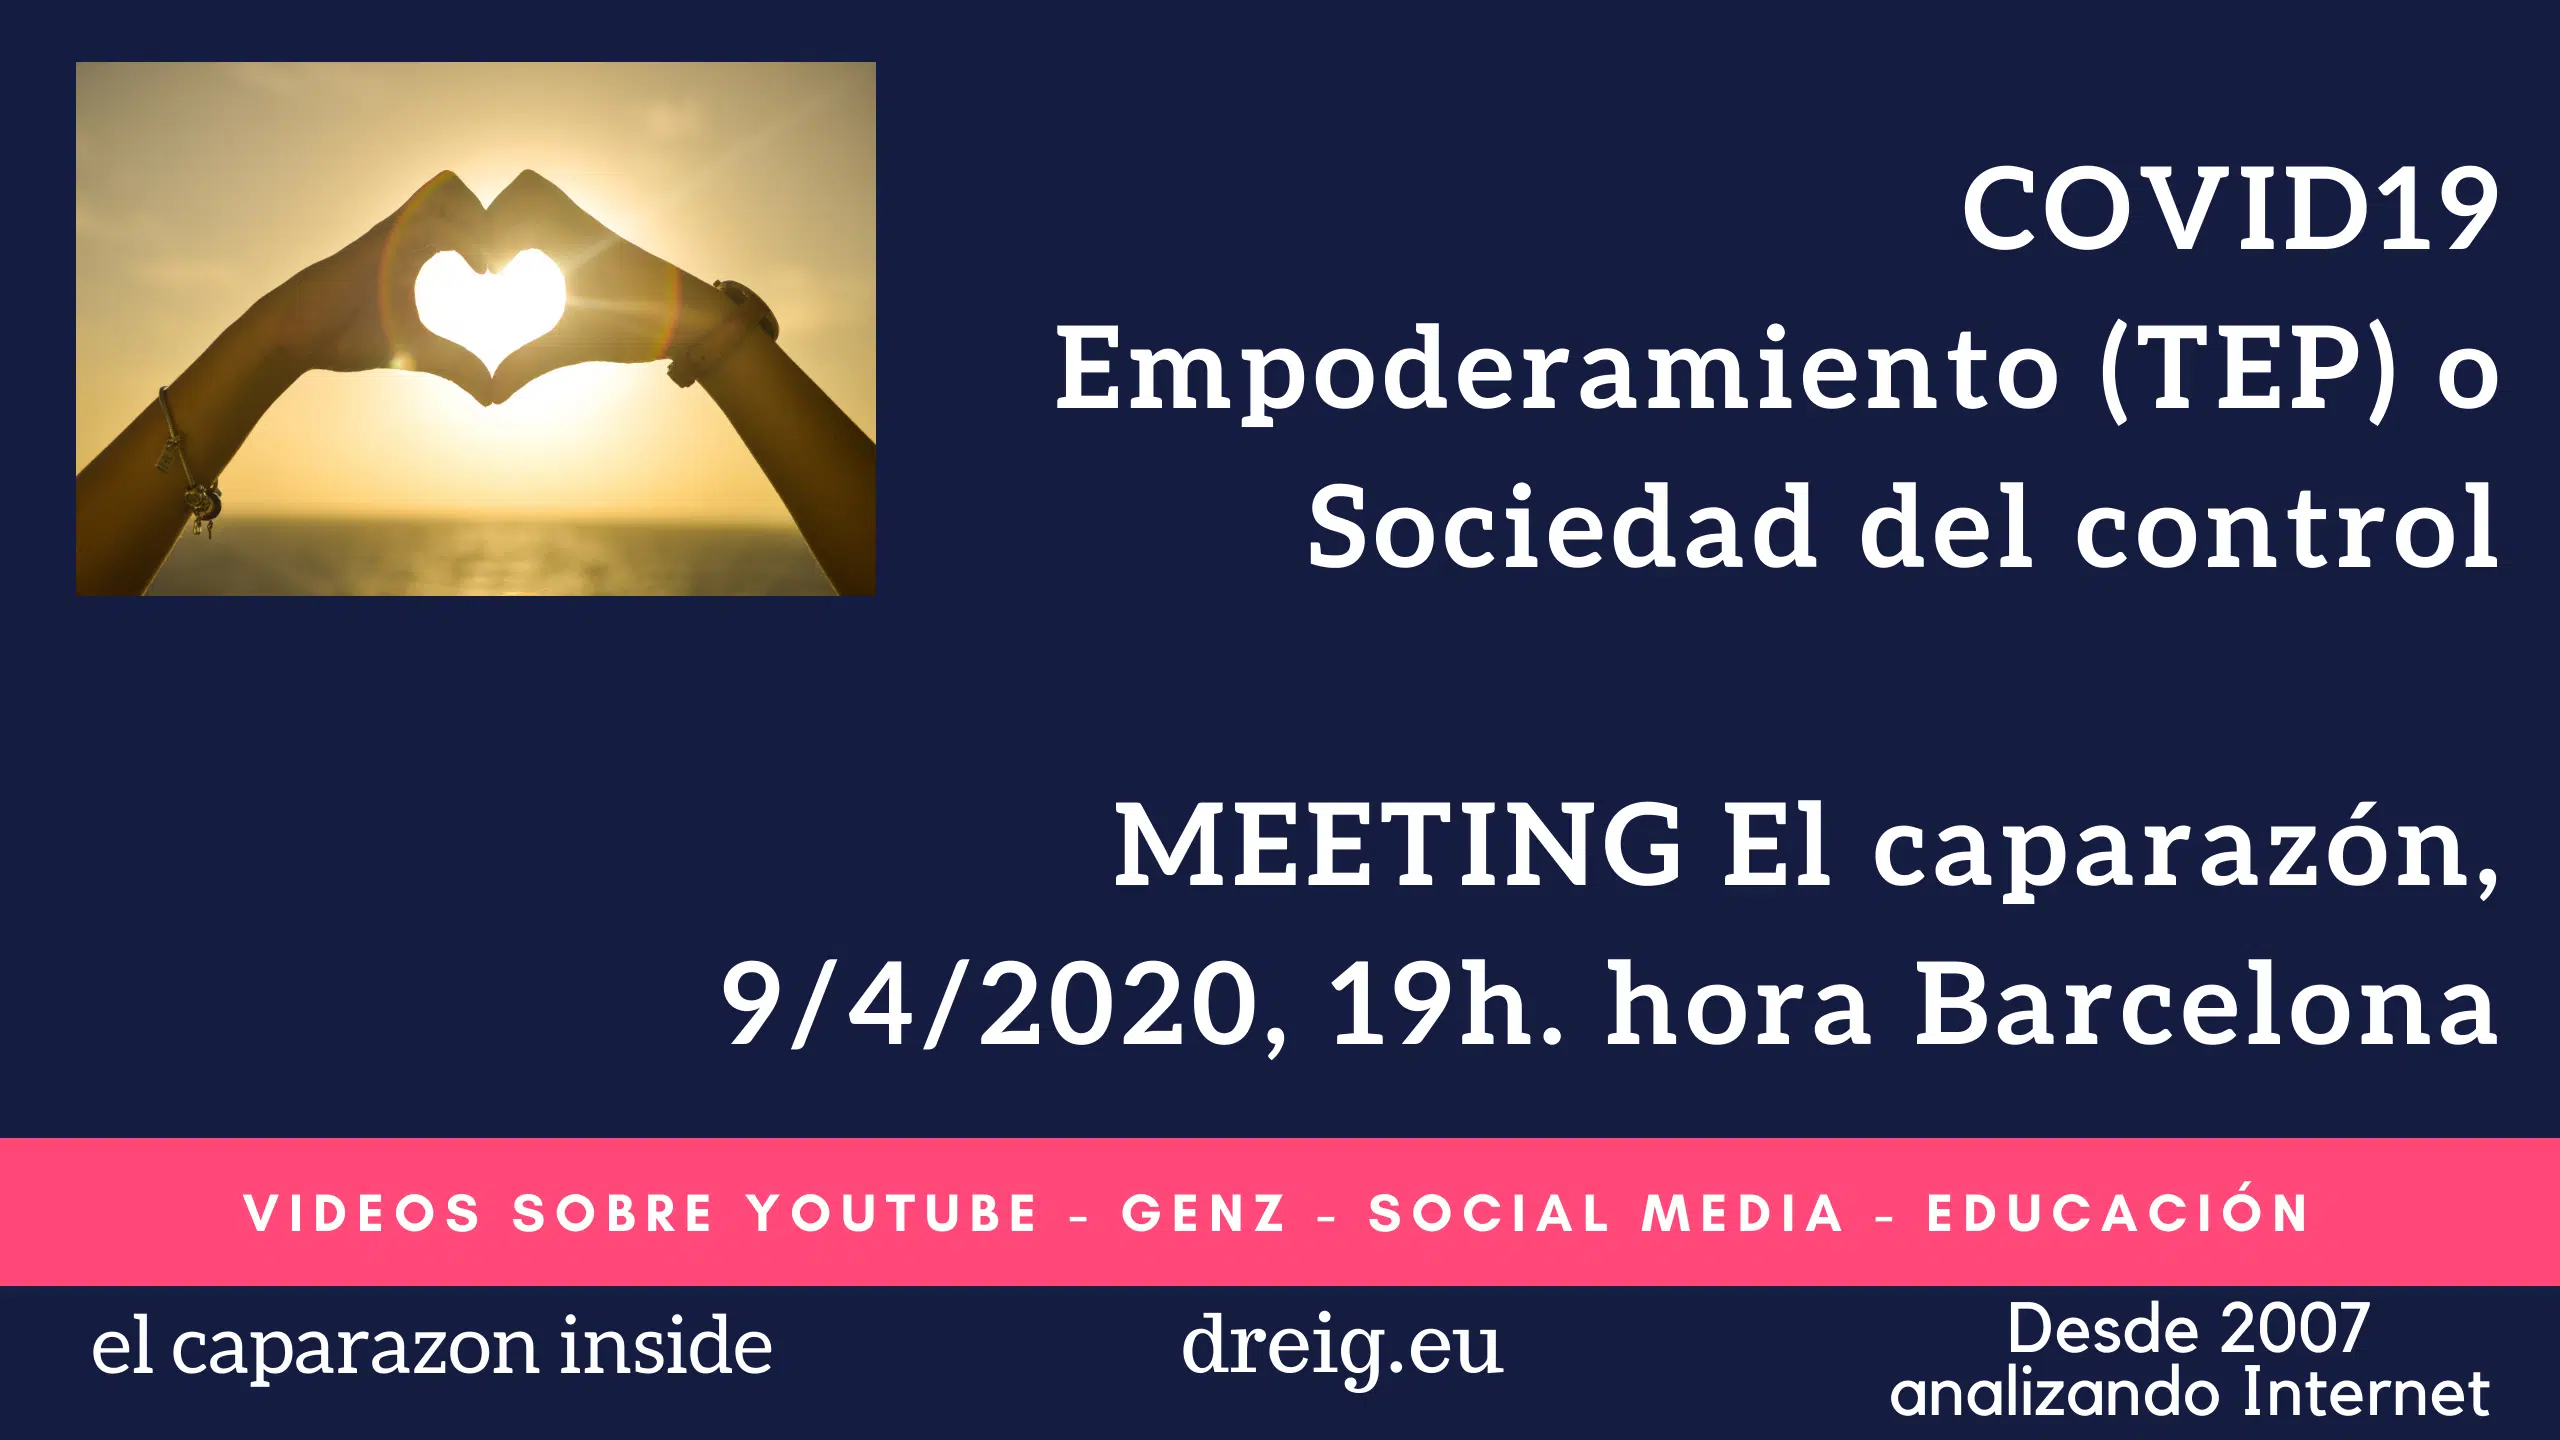 COVID19
Empoderamiento (TEP) o
Sociedad del control
MEETING El caparazón,
9/4/2020, 19h. hora Barcelona
VIDEOS SOBRE YOUTUBE - GENZ - SOCIAL MEDIA - EDUCACIÓN
el caparazon inside
dreig.eu
Desde 2007
analizando Internet